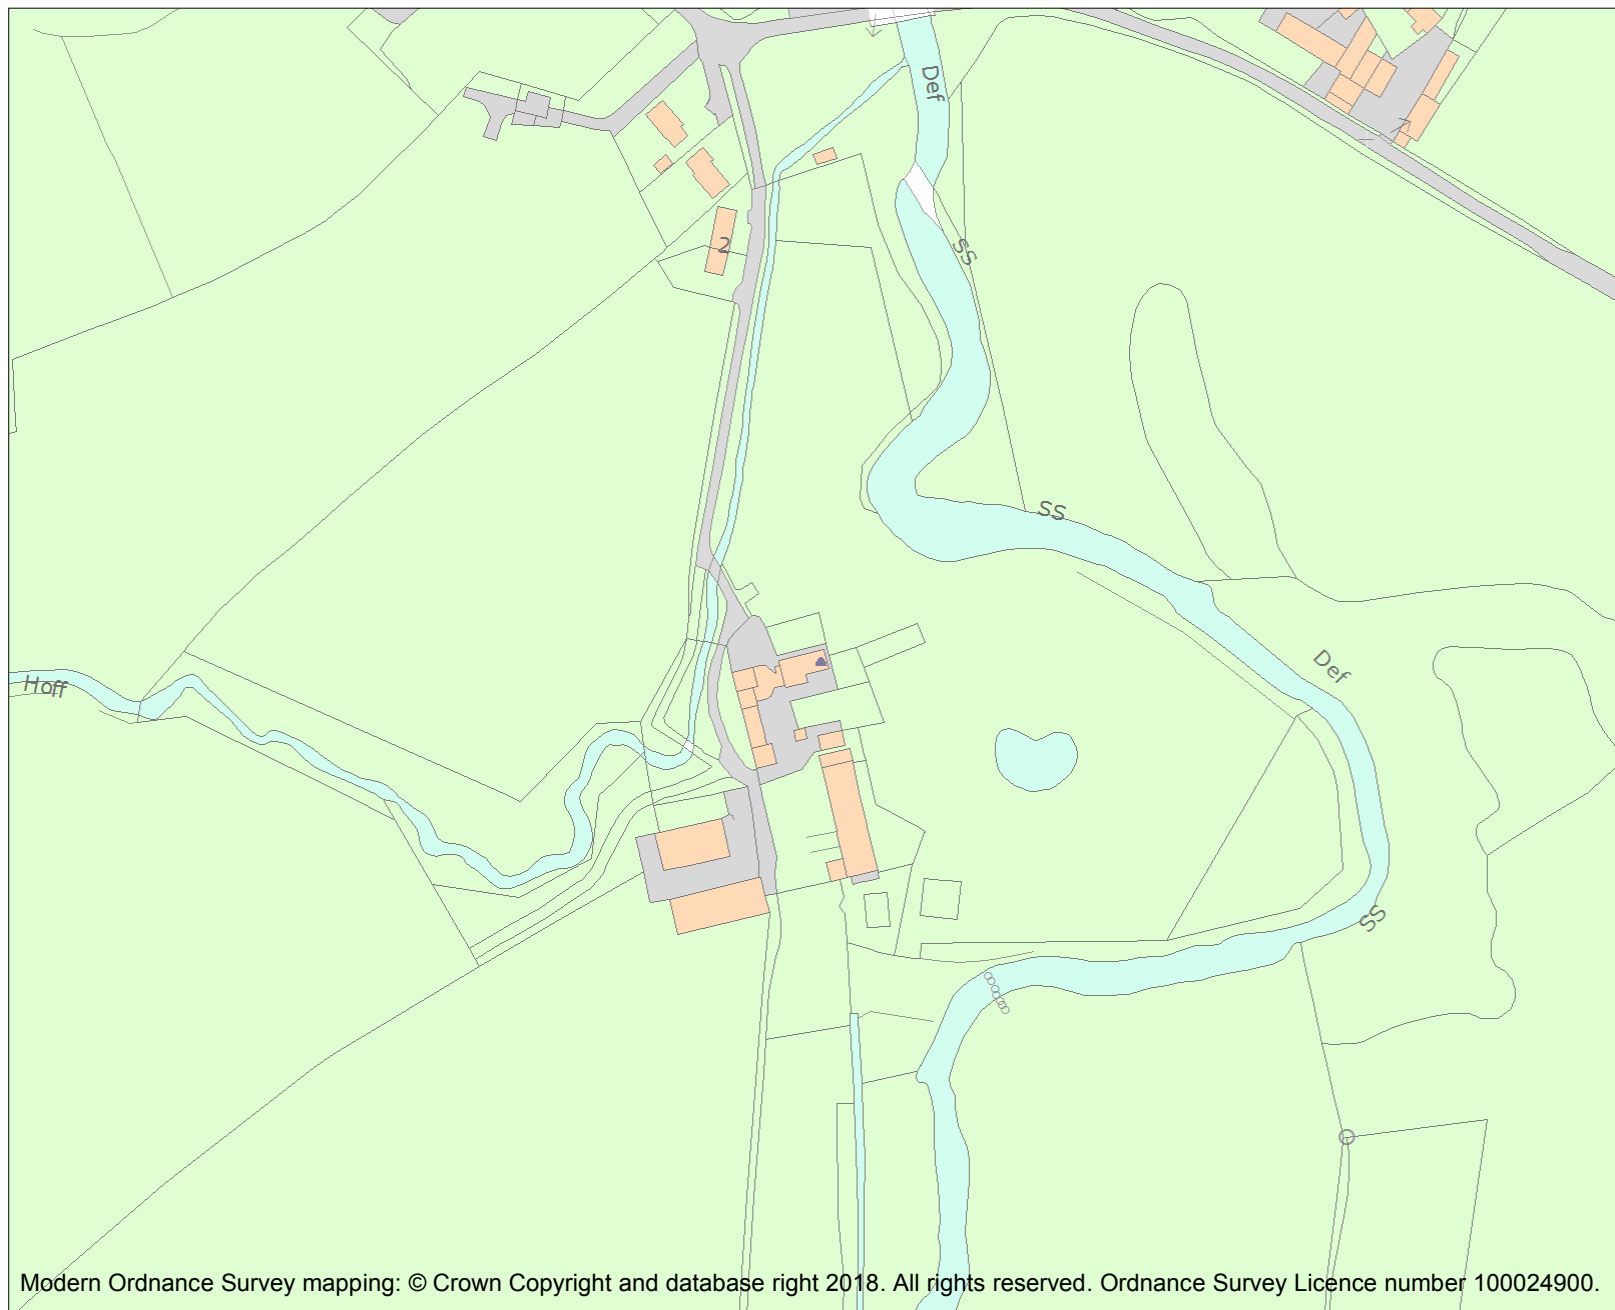 Def
2
SS
SS
Def
Hoff
SS
Modern Ordnance Survey mapping: © Crown Copyright and database right 2018. All rights reserved. Ordnance Survey Licence number 100024900.